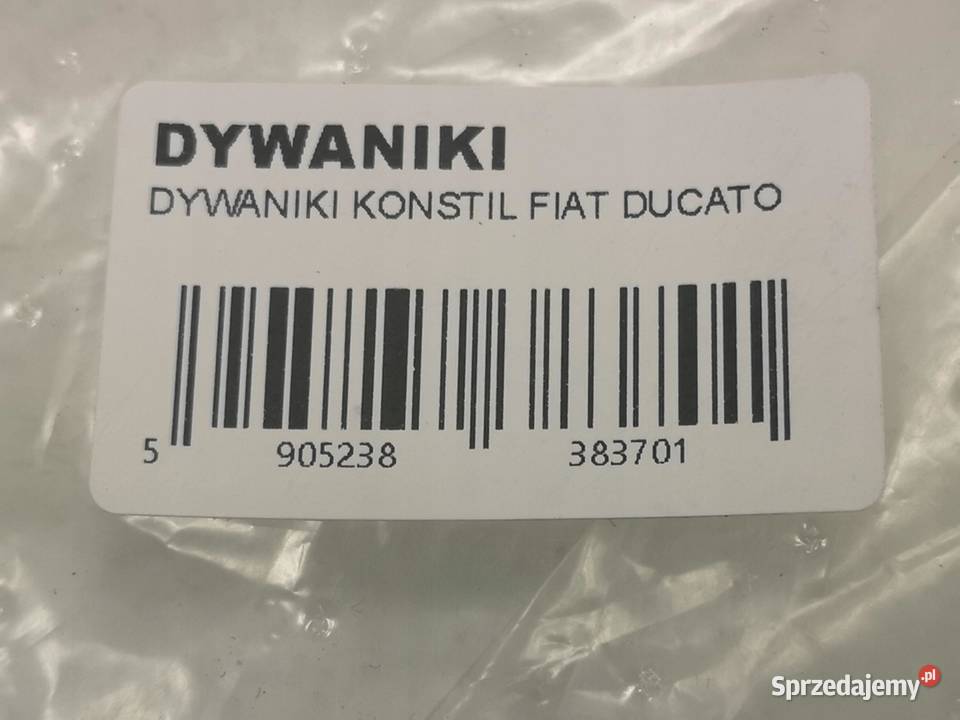 DYWANIKI
DYWANIKI KONSTIL FIAT DUCATO
5 905238 383701
Sprzedajemy.pl